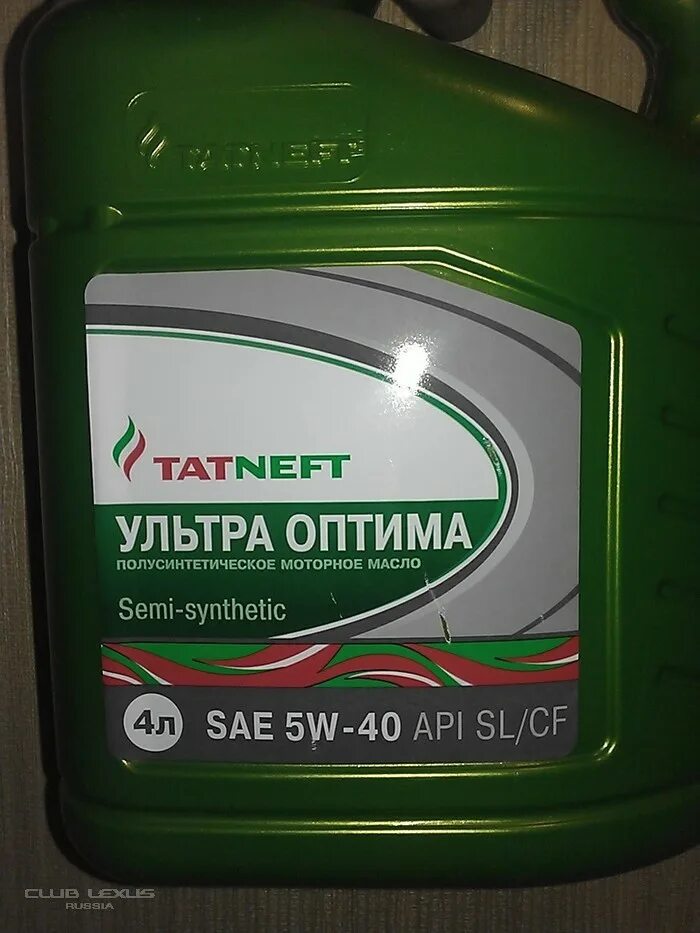 TATNEFT
TATNEFT
УЛЬТРА ОПТИМА
ПОЛУСИНТЕТИЧЕСКОЕ МОТОРНОЕ МАСЛО
Semi-synthetic
4л SAE 5W-40 API SL/CF
CLUB LEXUS
RUSSIA